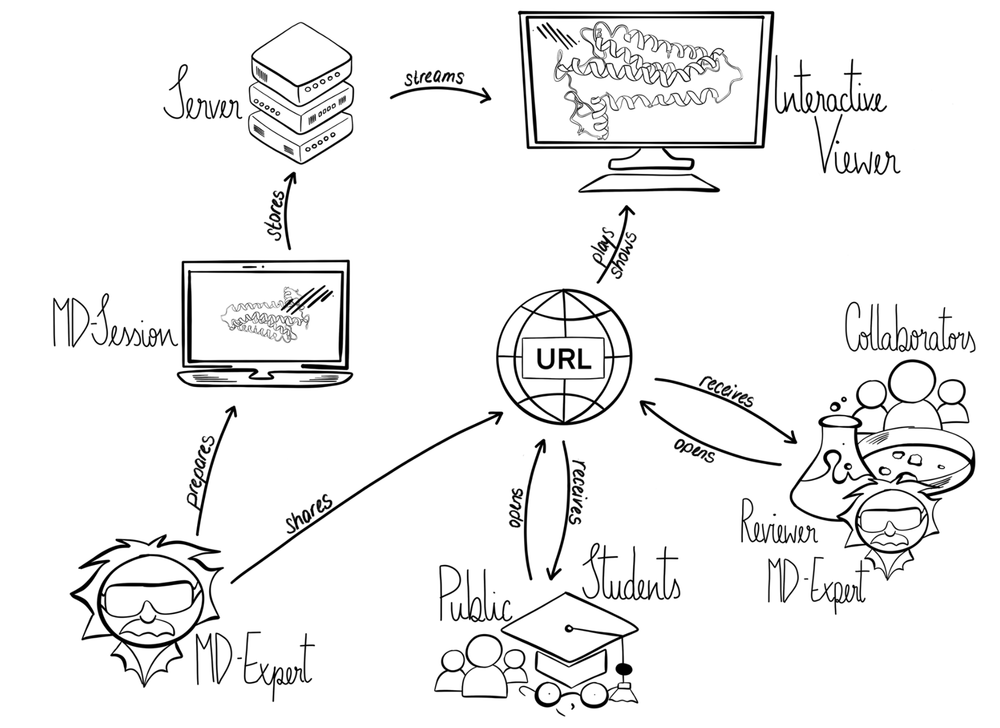 Server
streams
Interactive
Viewer
stores
plays
shows
MD-Session
URL
Collaborators
receives
opens
prepares
shares
opens
receives
Reviewer
MD-Expert
Students
Public
MD-Expert